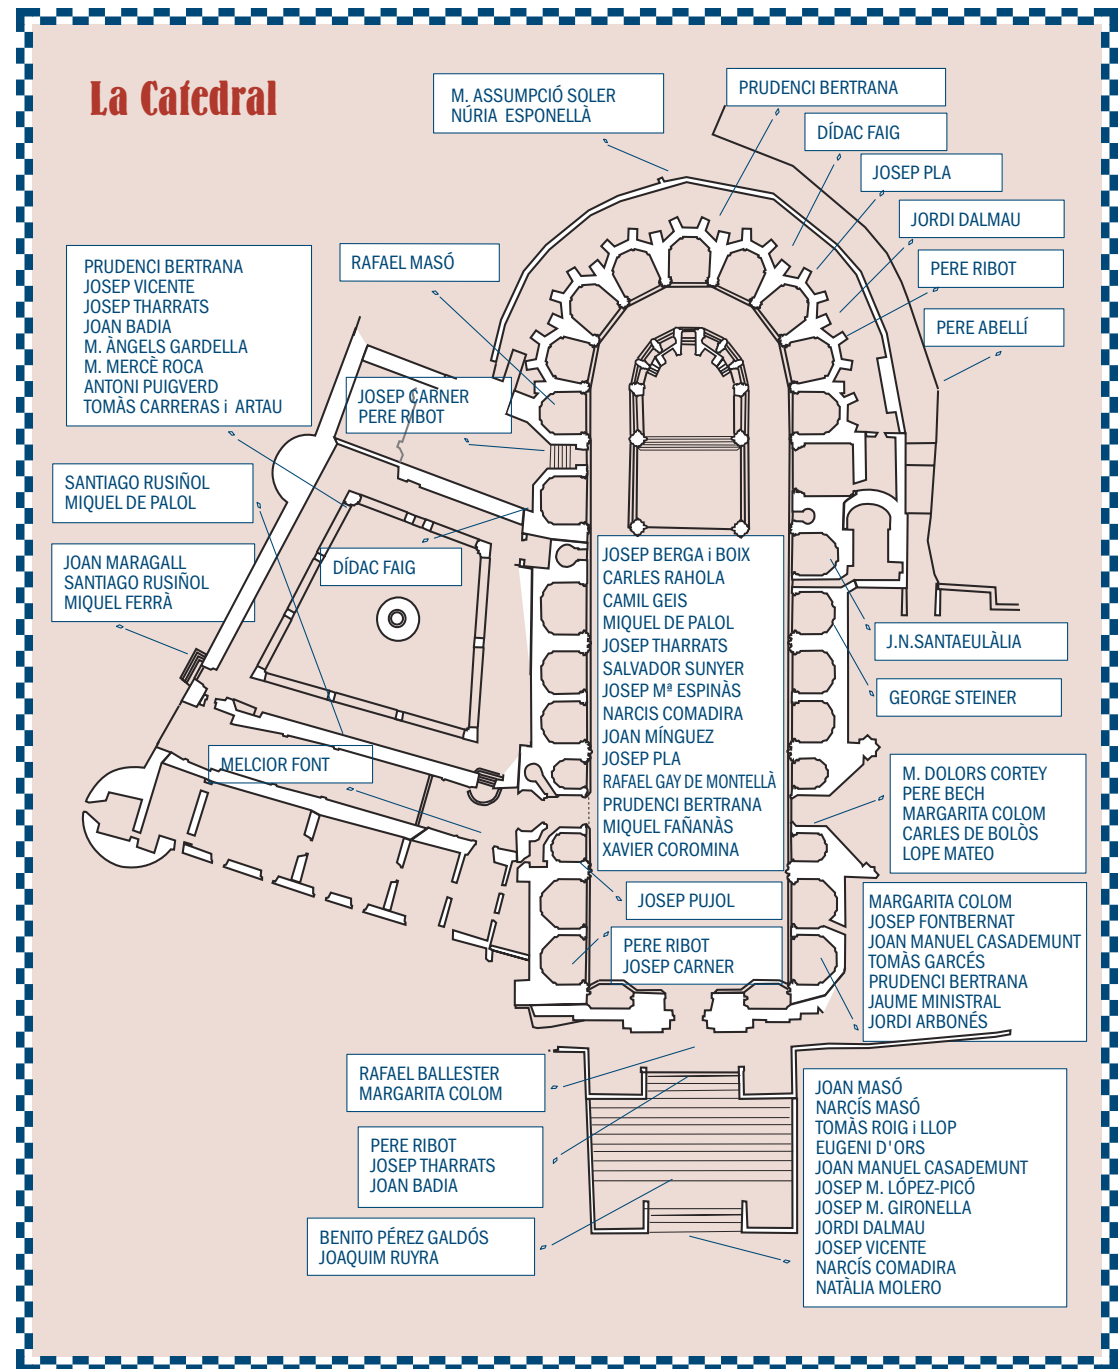 La Catedral
M. ASSUMPCIÓ SOLER
NÚRIA ESPONELLÀ
PRUDENCI BERTRANA
DÍDAC FAIG
JOSEP PLA
JORDI DALMAU
PERE RIBOT
PERE ABELLÍ
RAFAEL MASÓ
PRUDENCI BERTRANA
JOSEP VICENTE
JOSEP THARRATS
JOAN BADIA
M. ÀNGELS GARDELLA
M. MERCÈ ROCA
ANTONI PUIGVERD
TOMÀS CARRERAS i ARTAU
JOSEP CARNER
PERE RIBOT
SANTIAGO RUSIÑOL
MIQUEL DE PALOL
JOAN MARAGALL
SANTIAGO RUSIÑOL
MIQUEL FERRÀ
DÍDAC FAIG
JOSEP BERGA i BOIX
CARLES RAHOLA
CAMIL GEIS
MIQUEL DE PALOL
JOSEP THARRATS
SALVADOR SUNYER
JOSEP Mª ESPINÀS
NARCIS COMADIRA
JOAN MÍNGUEZ
JOSEP PLA
RAFAEL GAY DE MONTELLÀ
PRUDENCI BERTRANA
MIQUEL FAÑANÀS
XAVIER COROMINA
J.N.SANTAEULÀLIA
GEORGE STEINER
MELCIOR FONT
M. DOLORS CORTEY
PERE BECH
MARGARITA COLOM
CARLES DE BOLÒS
LOPE MATEO
JOSEP PUJOL
PERE RIBOT
JOSEP CARNER
MARGARITA COLOM
JOSEP FONTBERNAT
JOAN MANUEL CASADEMUNT
TOMÀS GARCÉS
PRUDENCI BERTRANA
JAUME MINISTRAL
JORDI ARBONÉS
RAFAEL BALLESTER
MARGARITA COLOM
PERE RIBOT
JOSEP THARRATS
JOAN BADIA
BENITO PÉREZ GALDÓS
JOAQUIM RUYRA
JOAN MASÓ
NARCÍS MASÓ
TOMÀS ROIG i LLOP
EUGENI D'ORS
JOAN MANUEL CASADEMUNT
JOSEP M. LÓPEZ-PICÓ
JOSEP M. GIRONELLA
JORDI DALMAU
JOSEP VICENTE
NARCÍS COMADIRA
NATÀLIA MOLERO